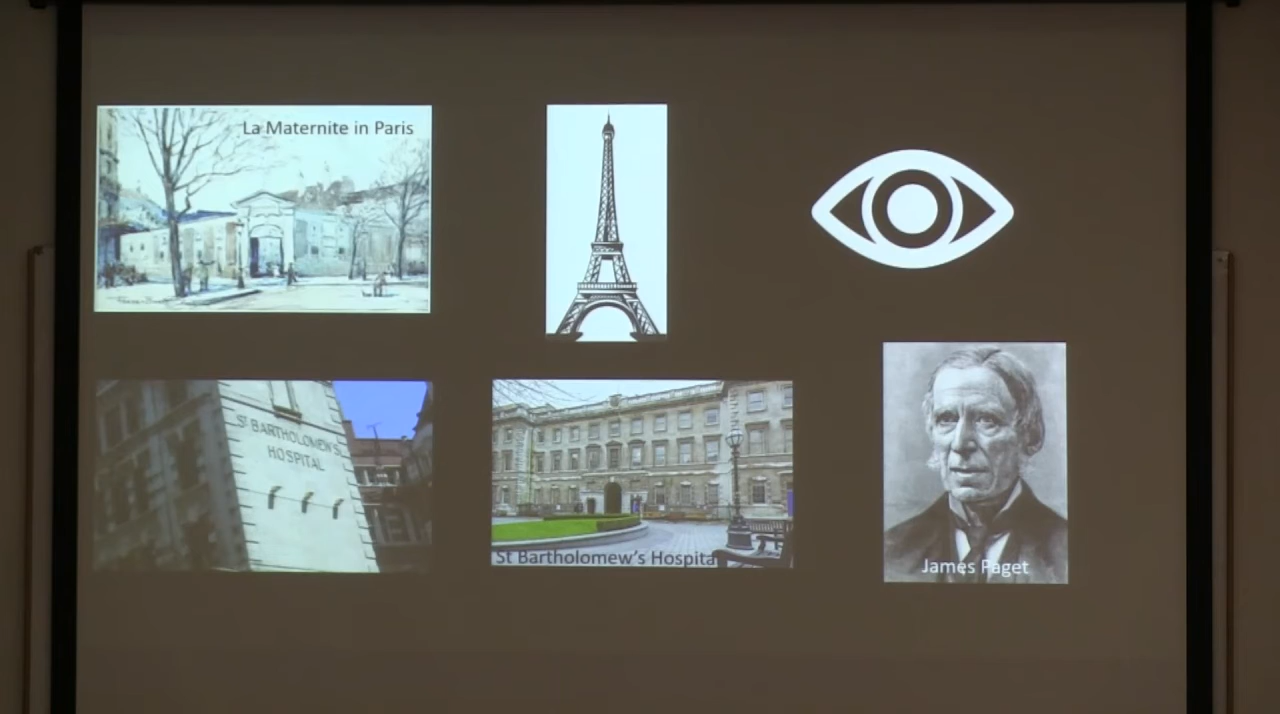 La Maternite in Paris
ST BARTHOLOMEW'S
HOSPITAL
St Bartholomew's Hospital
James Paget